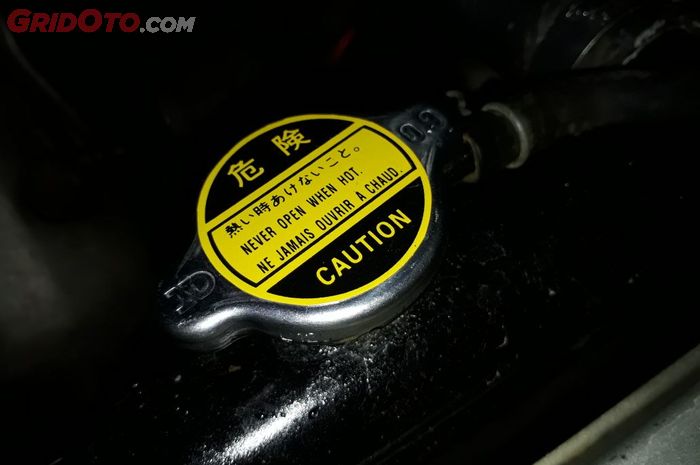 GRIDOTO.COM
危険
熱い時あけないこと。
NEVER OPEN WHEN HOT.
NE JAMAIS OUVRIR A CHAUD.
CAUTION